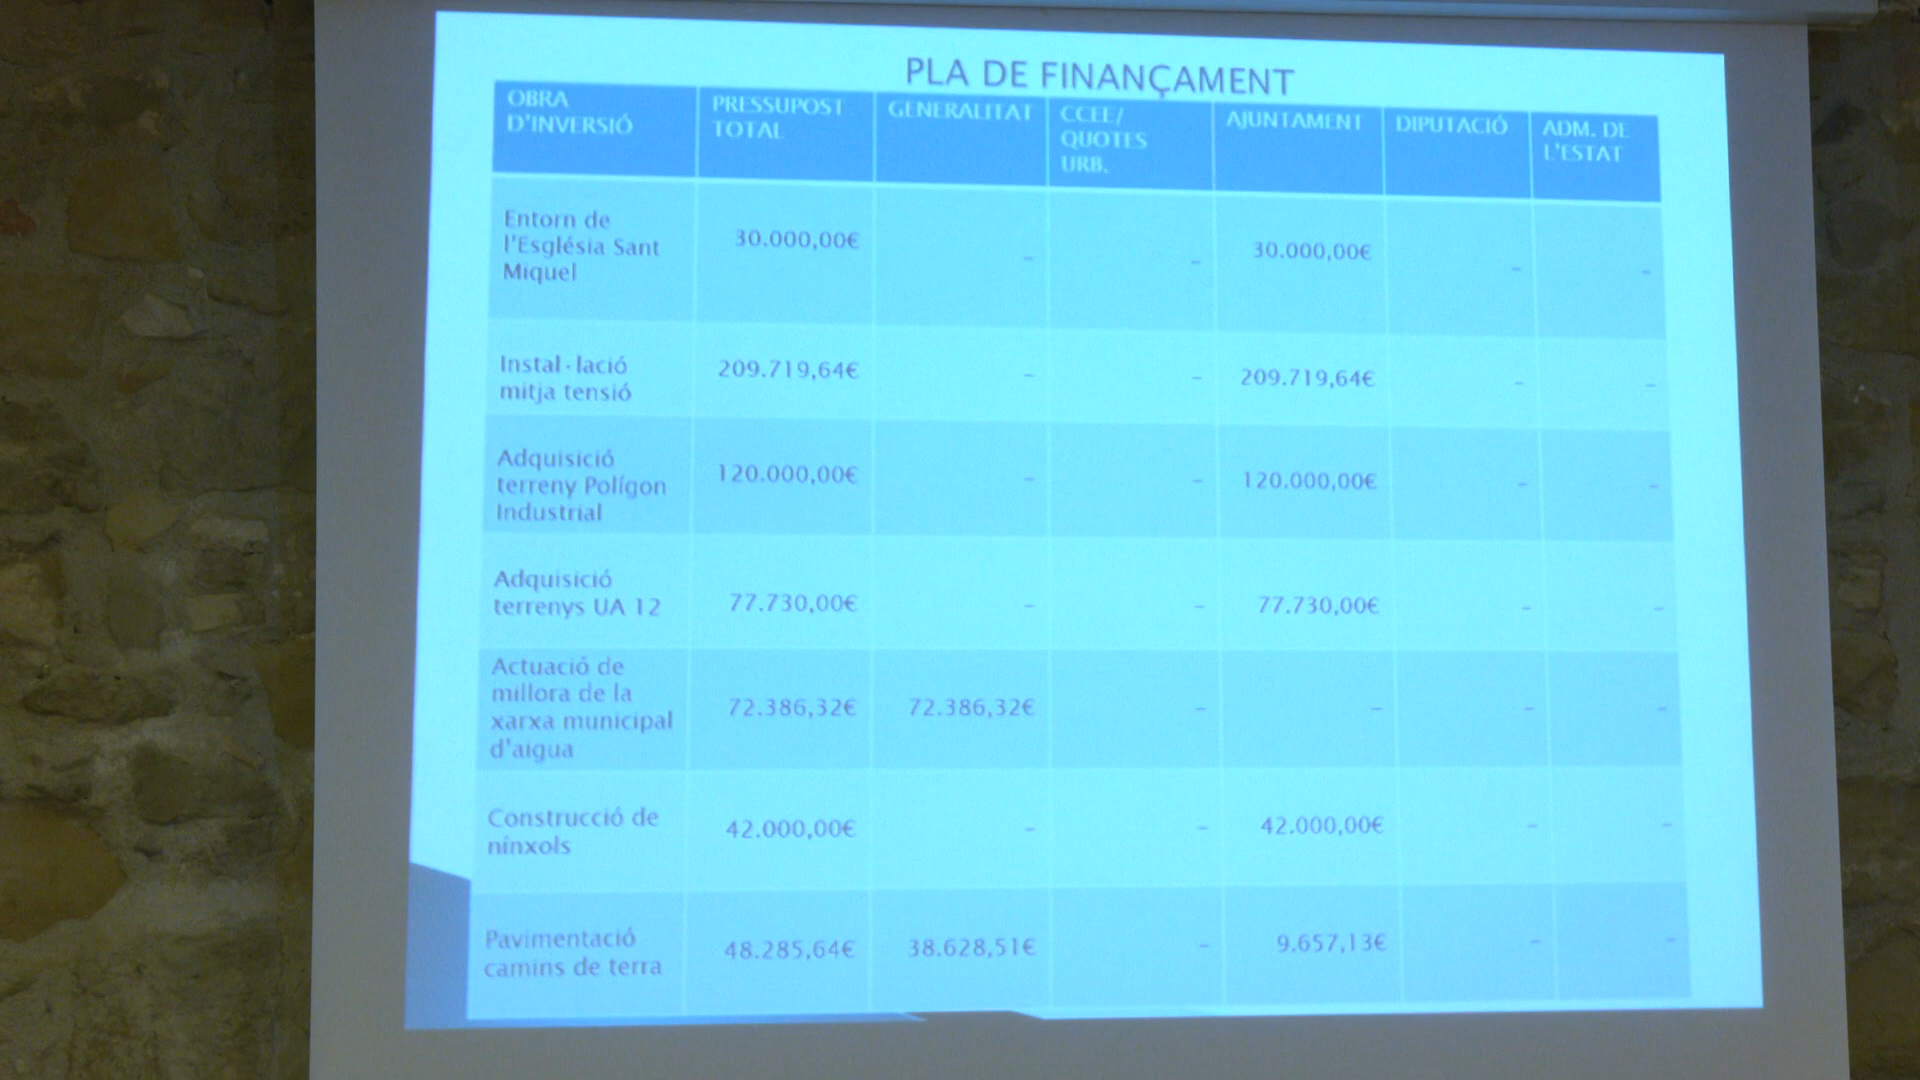 PLA DE FINANÇAMENT
OBRA
D'INVERSIÓ
PRESSUPOST
TOTAL
GENERALITAT
CCEE/
QUOTES
URB.
AJUNTAMENT
DIPUTACIÓ
ADM. DE
L'ESTAT
Entorn de
l'Església Sant
Miquel
30.000,00€
–
–
30.000,00€
–
–
Instal·lació
mitja tensió
209.719,64€
–
–
209.719,64€
–
–
Adquisició
terreny Polígon
Industrial
120.000,00€
–
–
120.000,00€
–
–
Adquisició
terrenys UA 12
77.730,00€
–
–
77.730,00€
–
–
Actuació de
millora de la
xarxa municipal
d'aigua
72.386,32€
72.386,32€
–
–
–
–
Construcció de
nínxols
42.000,00€
–
–
42.000,00€
–
–
Pavimentació
camins de terra
48.285,64€
38.628,51€
–
9.657,13€
–
–